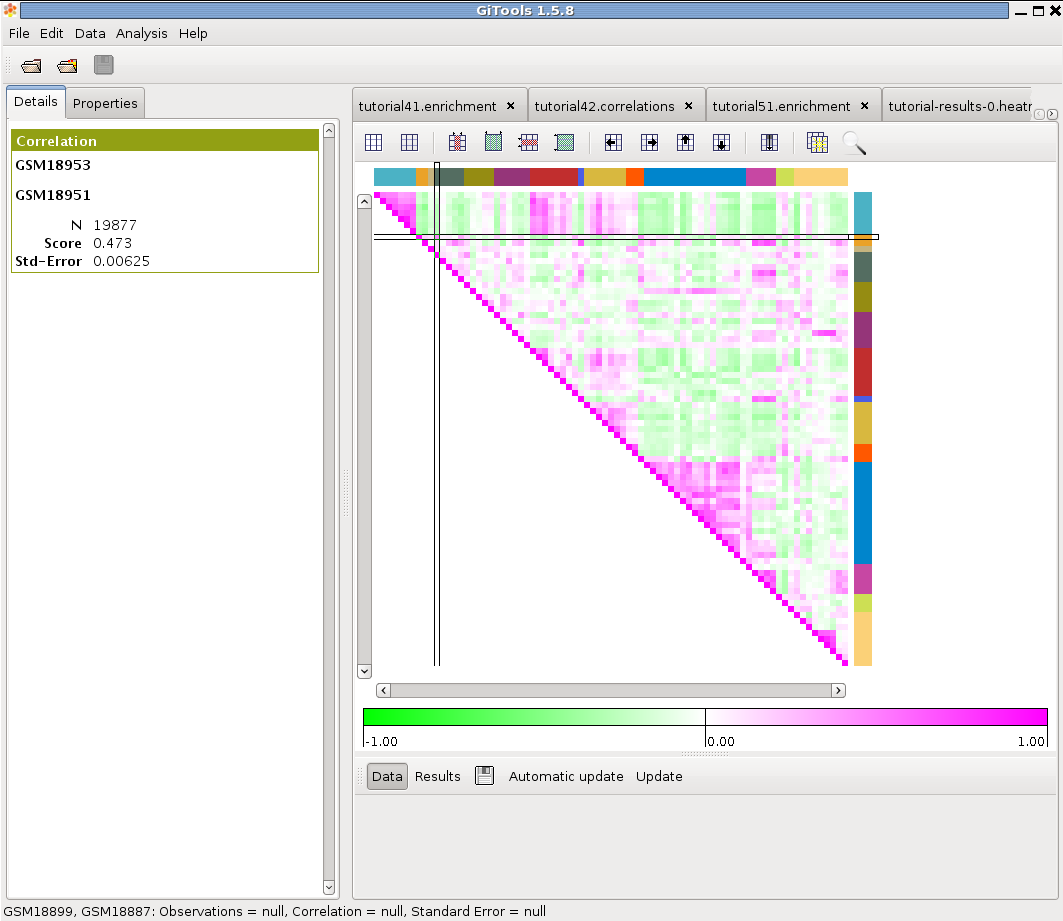 GiTools 1.5.8
File Edit Data Analysis Help
Details Properties
Correlation
GSM18953
GSM18951
N 19877
Score 0.473
Std-Error 0.00625
tutorial41.enrichment × tutorial42.correlations × tutorial51.enrichment × tutorial-results-0.heatr
-1.00 0.00 1.00
Data Results Automatic update Update
GSM18899, GSM18887: Observations = null, Correlation = null, Standard Error = null